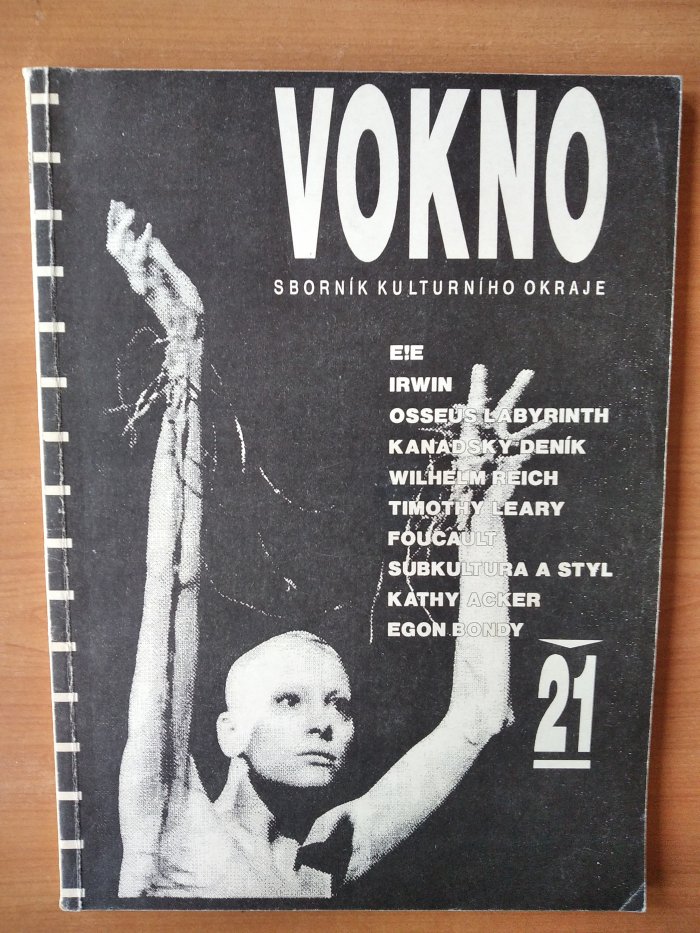 VOKNO
SBORNÍK KULTURNÍHO OKRAJE
E!E
IRWIN
OSSEUS LABYRINTH
KANADSKÝ DENÍK
WILHELM REICH
TIMOTHY LEARY
FOUCAULT
SUBKULTURA A STYL
KATHY ACKER
EGON BONDY
21